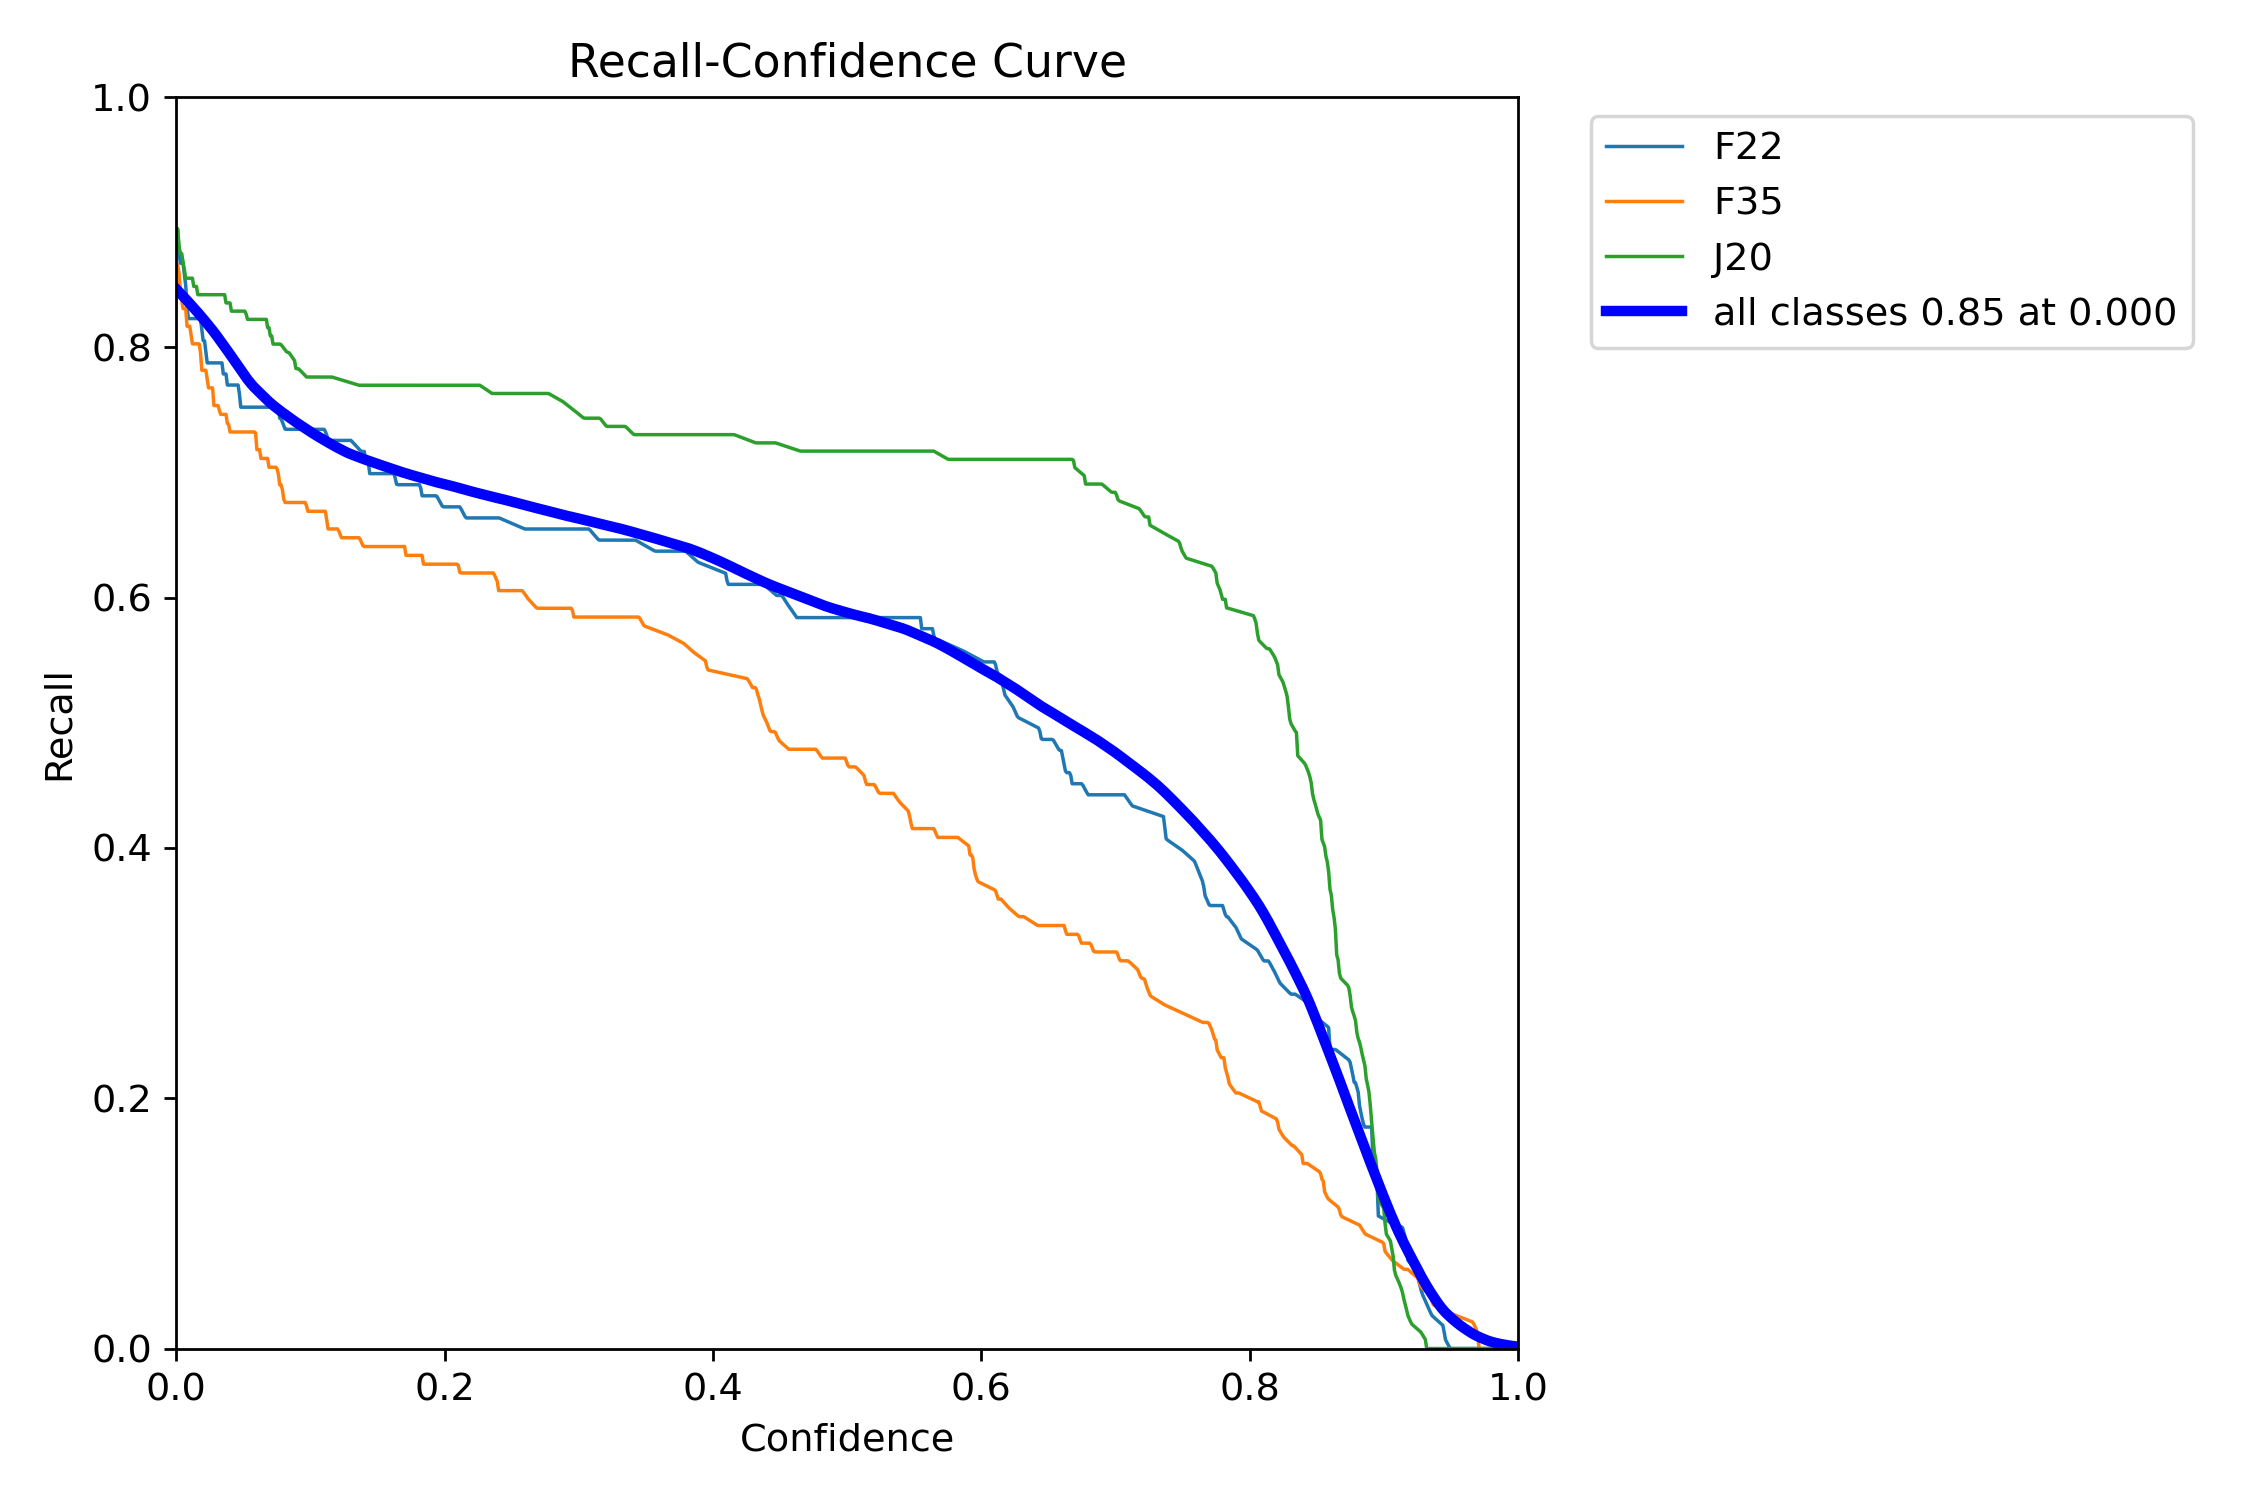 Recall-Confidence Curve
1.0
0.8
0.6
0.4
0.2
0.0
Recall
0.0 0.2 0.4 0.6 0.8 1.0
Confidence
F22
F35
J20
all classes 0.85 at 0.000